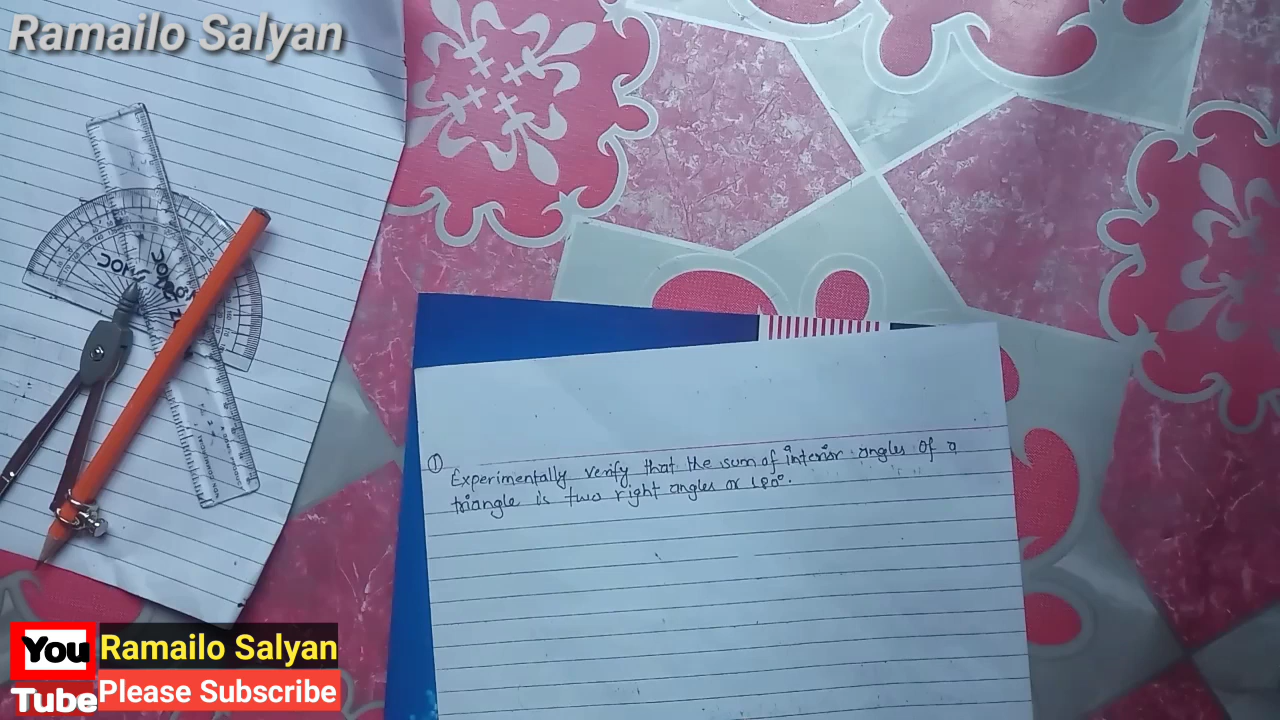 Ramailo Salyan
① Experimentally verify that the sum of interior angles of a
triangle is two right angles or 180°.
You Ramailo Salyan
Tube Please Subscribe